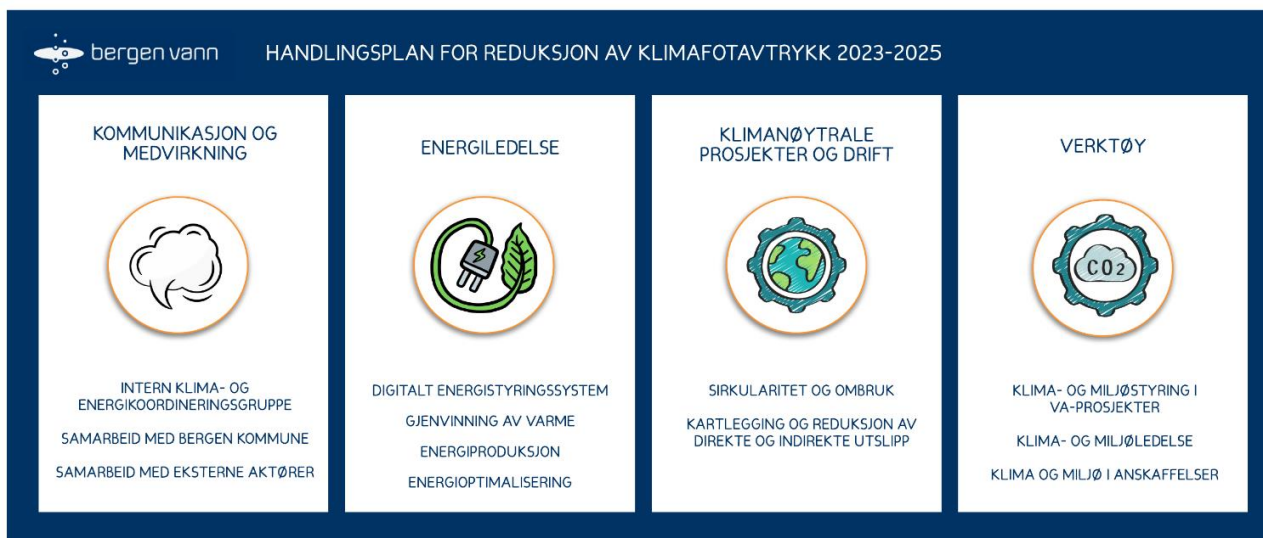 bergen vann
HANDLINGSPLAN FOR REDUKSJON AV KLIMAFOTAVTRYKK 2023-2025
KOMMUNIKASJON OG
MEDVIRKNING
INTERN KLIMA- OG
ENERGIKOORDINERINGSGRUPPE
SAMARBEID MED BERGEN KOMMUNE
SAMARBEID MED EKSTERNE AKTØRER
ENERGILEDELSE
DIGITALT ENERGISTYRINGSSYSTEM
GJENVINNING AV VARME
ENERGIPRODUKSJON
ENERGIOPTIMALISERING
KLIMANØYTRALE
PROSJEKTER OG DRIFT
SIRKULARITET OG OMBRUK
KARTLEGGING OG REDUKSJON AV
DIREKTE OG INDIREKTE UTSLIPP
VERKTØY
CO2
KLIMA- OG MILJØSTYRING I
VA-PROSJEKTER
KLIMA- OG MILJØLEDELSE
KLIMA OG MILJØ I ANSKAFFELSER